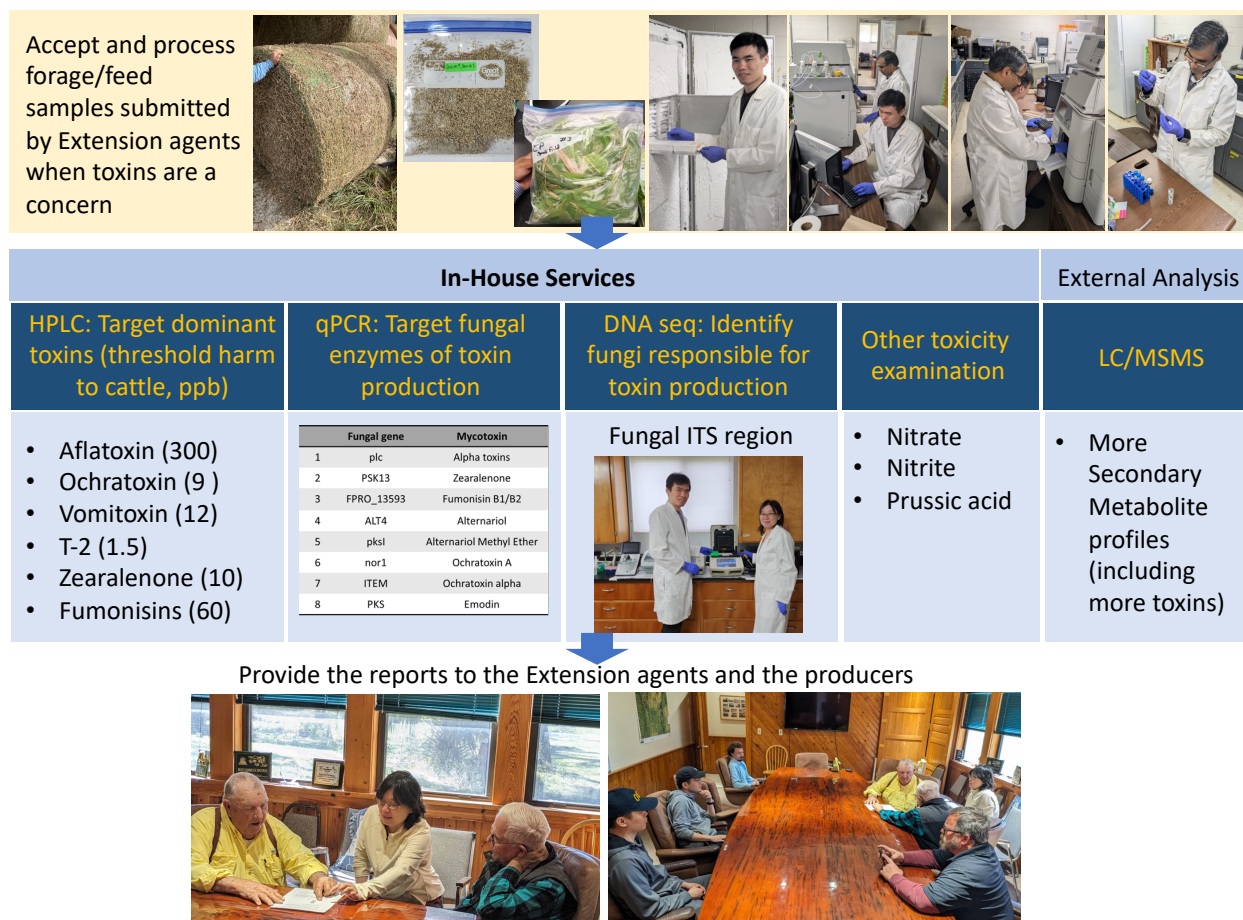 Accept and process
forage/feed
samples submitted
by Extension agents
when toxins are a
concern
Great
In-House Services
External Analysis
HPLC: Target dominant
toxins (threshold harm
to cattle, ppb)
qPCR: Target fungal
enzymes of toxin
production
DNA seq: Identify
fungi responsible for
toxin production
Other toxicity
examination
LC/MSMS
• Aflatoxin (300)
• Ochratoxin (9 )
• Vomitoxin (12)
• T-2 (1.5)
• Zearalenone (10)
• Fumonisins (60)
Fungal gene Mycotoxin
1 plc Alpha toxins
2 PSK13 Zearalenone
3 FPRO_13593 Fumonisin B1/B2
4 ALT4 Alternariol
5 pksI Alternariol Methyl Ether
6 nor1 Ochratoxin A
7 ITEM Ochratoxin alpha
8 PKS Emodin
Fungal ITS region
• Nitrate
• Nitrite
• Prussic acid
• More
Secondary
Metabolite
profiles
(including
more toxins)
Provide the reports to the Extension agents and the producers